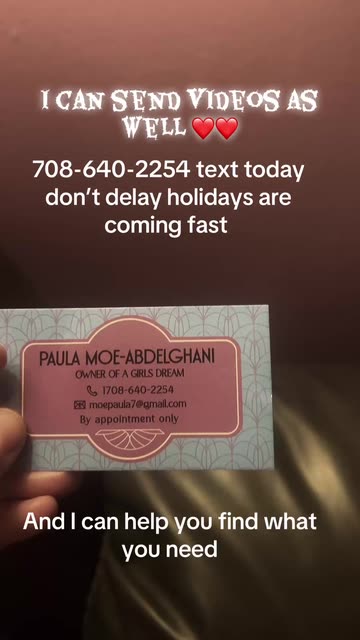 I CAN SEND VIDEOS AS
WELL ❤️❤️
708-640-2254 text today
don’t delay holidays are
coming fast
PAULA MOE-ABDELGHANI
OWNER OF A GIRLS DREAM
1708-640-2254
moepaula7@gmail.com
By appointment only
And I can help you find what
you need